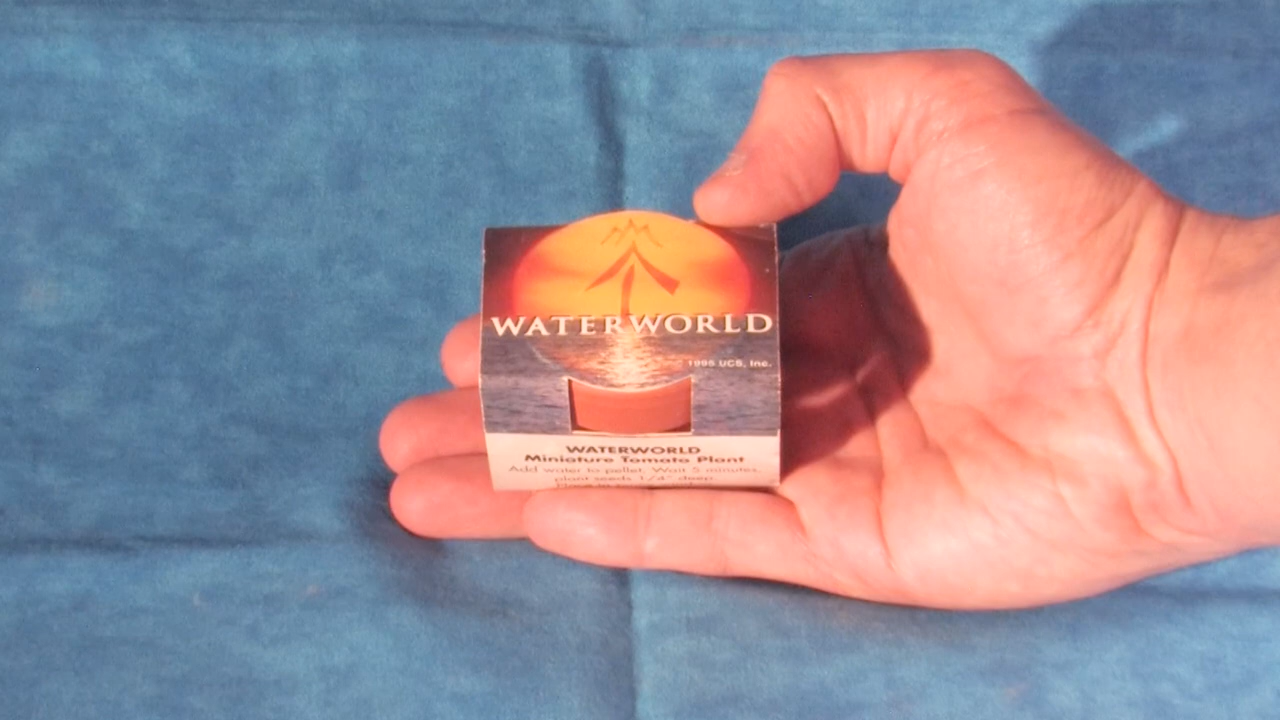 WATERWORLD
1995 UCS, Inc.
WATERWORLD
Miniature Tomato Plant
Add water to pellet. Wait 5 minutes,
plant seeds 1/4" deep.